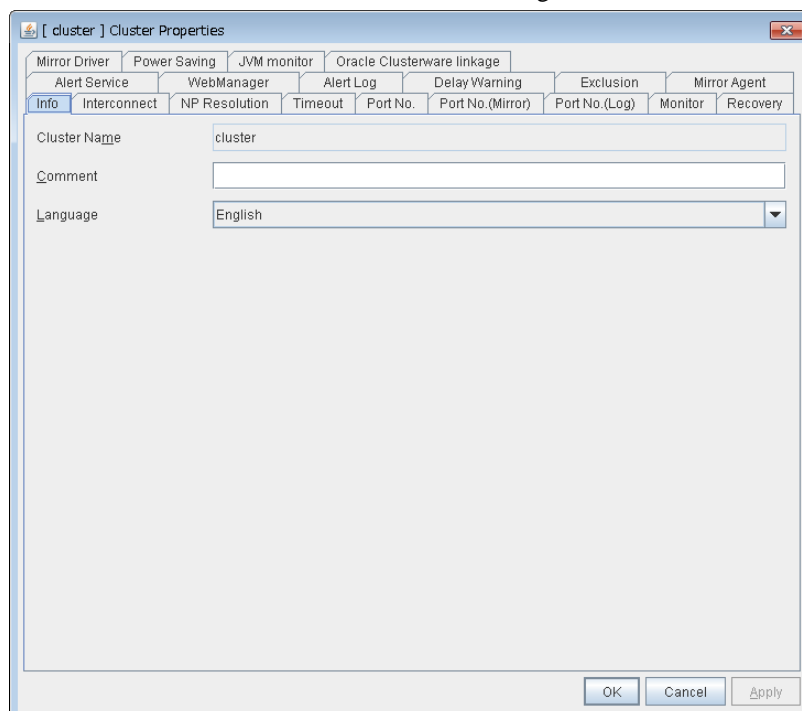 [ cluster ] Cluster Properties
Mirror Driver Power Saving JVM monitor Oracle Clusterware linkage
Alert Service WebManager Alert Log Delay Warning Exclusion Mirror Agent
Info Interconnect NP Resolution Timeout Port No. Port No.(Mirror) Port No.(Log) Monitor Recovery
Cluster Name cluster
Comment
Language English
OK Cancel Apply